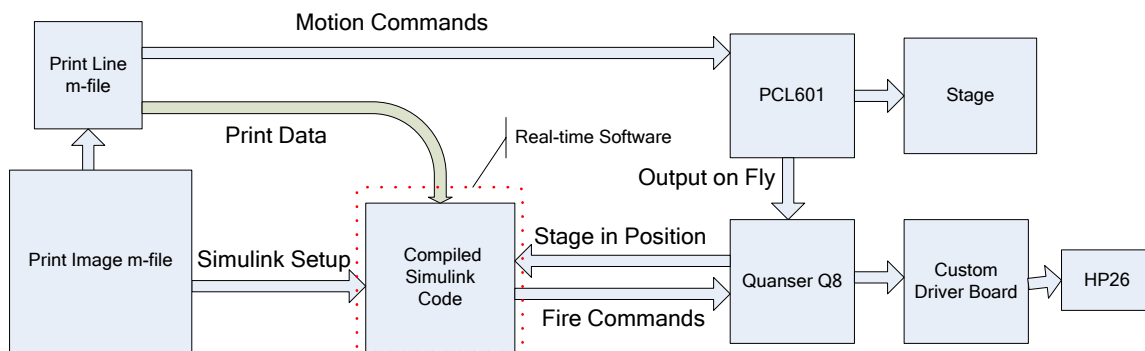 Motion Commands
Print Line
m-file
PCL601
Stage
Print Data
Real-time Software
Output on Fly
Print Image m-file
Simulink Setup
Compiled
Simulink
Code
Stage in Position
Fire Commands
Quanser Q8
Custom
Driver Board
HP26